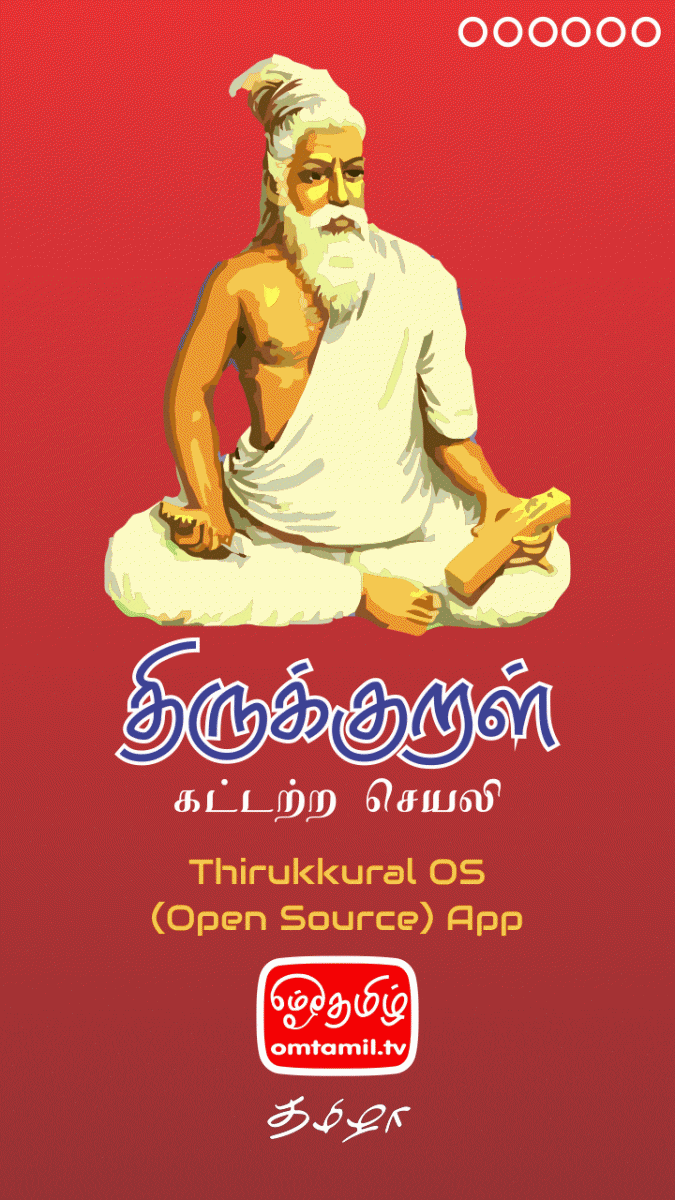 திருக்குறள்
கட்டற்ற செயலி
Thirukkural OS
(Open Source) App
ஓம்தமிழ்
omtamil.tv
தமிழா